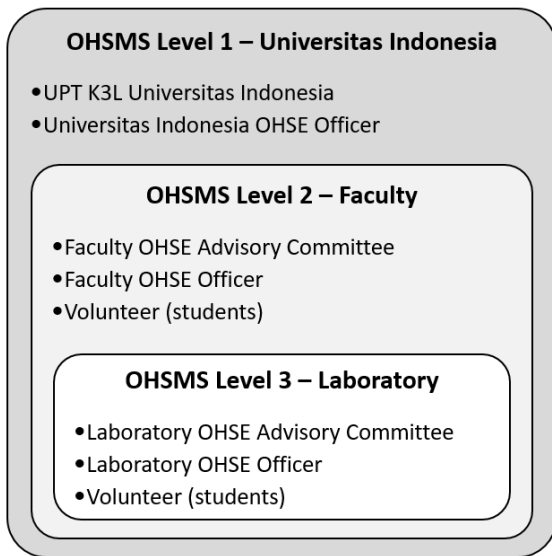 OHSMS Level 1 – Universitas Indonesia
•UPT K3L Universitas Indonesia
•Universitas Indonesia OHSE Officer
OHSMS Level 2 – Faculty
•Faculty OHSE Advisory Committee
•Faculty OHSE Officer
•Volunteer (students)
OHSMS Level 3 – Laboratory
•Laboratory OHSE Advisory Committee
•Laboratory OHSE Officer
•Volunteer (students)